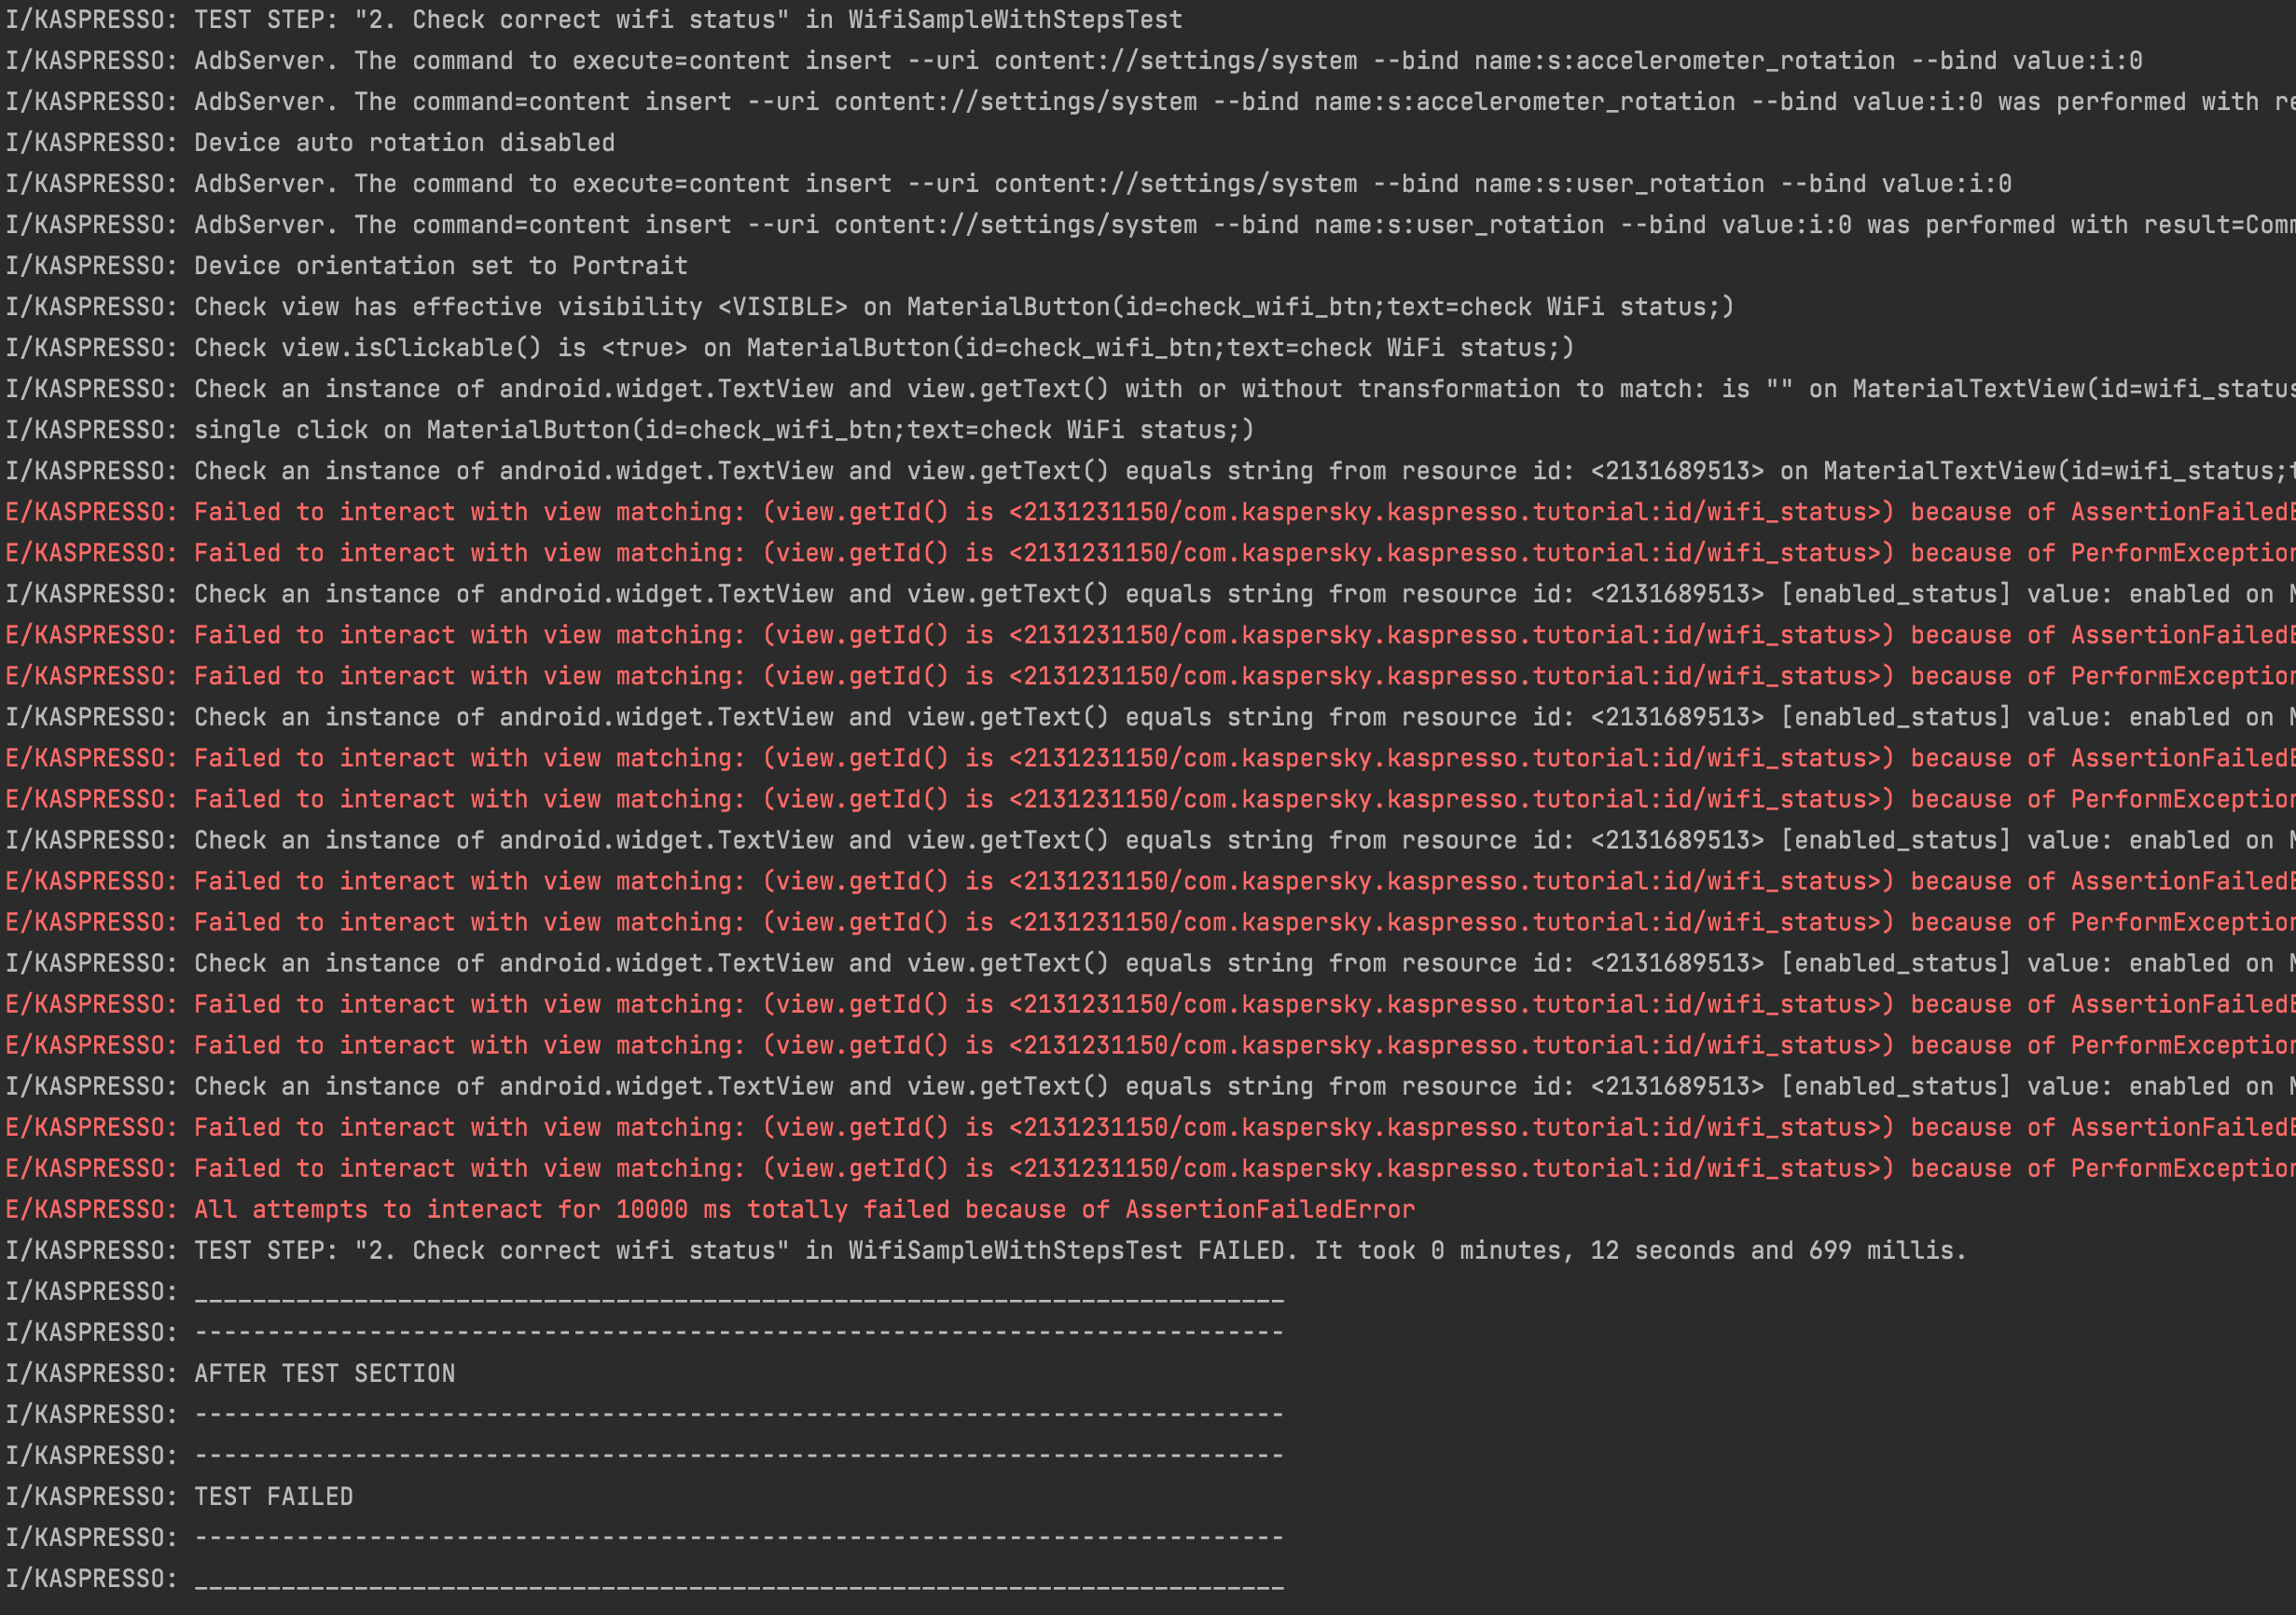 I/KASPRESSO: TEST STEP: "2. Check correct wifi status" in WifiSampleWithStepsTest
I/KASPRESSO: AdbServer. The command to execute=content insert --uri content://settings/system --bind name:s:accelerometer_rotation --bind value:i:0
I/KASPRESSO: AdbServer. The command=content insert --uri content://settings/system --bind name:s:accelerometer_rotation --bind value:i:0 was performed with re
I/KASPRESSO: Device auto rotation disabled
I/KASPRESSO: AdbServer. The command to execute=content insert --uri content://settings/system --bind name:s:user_rotation --bind value:i:0
I/KASPRESSO: AdbServer. The command=content insert --uri content://settings/system --bind name:s:user_rotation --bind value:i:0 was performed with result=Comm
I/KASPRESSO: Device orientation set to Portrait
I/KASPRESSO: Check view has effective visibility <VISIBLE> on MaterialButton(id=check_wifi_btn;text=check WiFi status;)
I/KASPRESSO: Check view.isClickable() is <true> on MaterialButton(id=check_wifi_btn;text=check WiFi status;)
I/KASPRESSO: Check an instance of android.widget.TextView and view.getText() with or without transformation to match: is "" on MaterialTextView(id=wifi_status
I/KASPRESSO: single click on MaterialButton(id=check_wifi_btn;text=check WiFi status;)
I/KASPRESSO: Check an instance of android.widget.TextView and view.getText() equals string from resource id: <2131689513> on MaterialTextView(id=wifi_status;t
E/KASPRESSO: Failed to interact with view matching: (view.getId() is <2131231150/com.kaspersky.kaspresso.tutorial:id/wifi_status>) because of AssertionFailedE
E/KASPRESSO: Failed to interact with view matching: (view.getId() is <2131231150/com.kaspersky.kaspresso.tutorial:id/wifi_status>) because of PerformException
I/KASPRESSO: Check an instance of android.widget.TextView and view.getText() equals string from resource id: <2131689513> [enabled_status] value: enabled on M
E/KASPRESSO: Failed to interact with view matching: (view.getId() is <2131231150/com.kaspersky.kaspresso.tutorial:id/wifi_status>) because of AssertionFailedE
E/KASPRESSO: Failed to interact with view matching: (view.getId() is <2131231150/com.kaspersky.kaspresso.tutorial:id/wifi_status>) because of PerformException
I/KASPRESSO: Check an instance of android.widget.TextView and view.getText() equals string from resource id: <2131689513> [enabled_status] value: enabled on M
E/KASPRESSO: Failed to interact with view matching: (view.getId() is <2131231150/com.kaspersky.kaspresso.tutorial:id/wifi_status>) because of AssertionFailedE
E/KASPRESSO: Failed to interact with view matching: (view.getId() is <2131231150/com.kaspersky.kaspresso.tutorial:id/wifi_status>) because of PerformException
I/KASPRESSO: Check an instance of android.widget.TextView and view.getText() equals string from resource id: <2131689513> [enabled_status] value: enabled on M
E/KASPRESSO: Failed to interact with view matching: (view.getId() is <2131231150/com.kaspersky.kaspresso.tutorial:id/wifi_status>) because of AssertionFailedE
E/KASPRESSO: Failed to interact with view matching: (view.getId() is <2131231150/com.kaspersky.kaspresso.tutorial:id/wifi_status>) because of PerformException
I/KASPRESSO: Check an instance of android.widget.TextView and view.getText() equals string from resource id: <2131689513> [enabled_status] value: enabled on M
E/KASPRESSO: Failed to interact with view matching: (view.getId() is <2131231150/com.kaspersky.kaspresso.tutorial:id/wifi_status>) because of AssertionFailedE
E/KASPRESSO: Failed to interact with view matching: (view.getId() is <2131231150/com.kaspersky.kaspresso.tutorial:id/wifi_status>) because of PerformException
I/KASPRESSO: Check an instance of android.widget.TextView and view.getText() equals string from resource id: <2131689513> [enabled_status] value: enabled on M
E/KASPRESSO: Failed to interact with view matching: (view.getId() is <2131231150/com.kaspersky.kaspresso.tutorial:id/wifi_status>) because of AssertionFailedE
E/KASPRESSO: Failed to interact with view matching: (view.getId() is <2131231150/com.kaspersky.kaspresso.tutorial:id/wifi_status>) because of PerformException
E/KASPRESSO: All attempts to interact for 10000 ms totally failed because of AssertionFailedError
I/KASPRESSO: TEST STEP: "2. Check correct wifi status" in WifiSampleWithStepsTest FAILED. It took 0 minutes, 12 seconds and 699 millis.
I/KASPRESSO: ___________________________________________________________________________
I/KASPRESSO: ---------------------------------------------------------------------------
I/KASPRESSO: AFTER TEST SECTION
I/KASPRESSO: ---------------------------------------------------------------------------
I/KASPRESSO: ---------------------------------------------------------------------------
I/KASPRESSO: TEST FAILED
I/KASPRESSO: ---------------------------------------------------------------------------
I/KASPRESSO: ___________________________________________________________________________